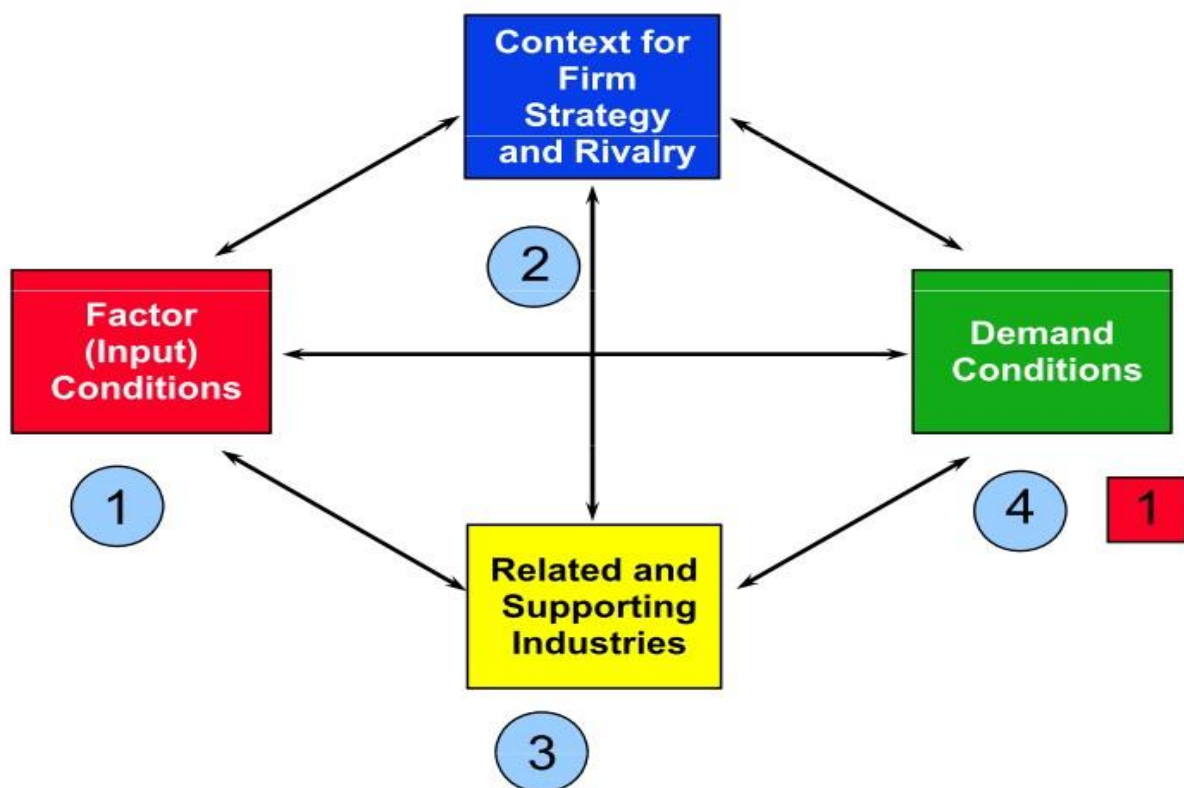 Context for
Firm
Strategy
and Rivalry
2
Factor
(Input)
Conditions
Demand
Conditions
1
4
1
Related and
Supporting
Industries
3